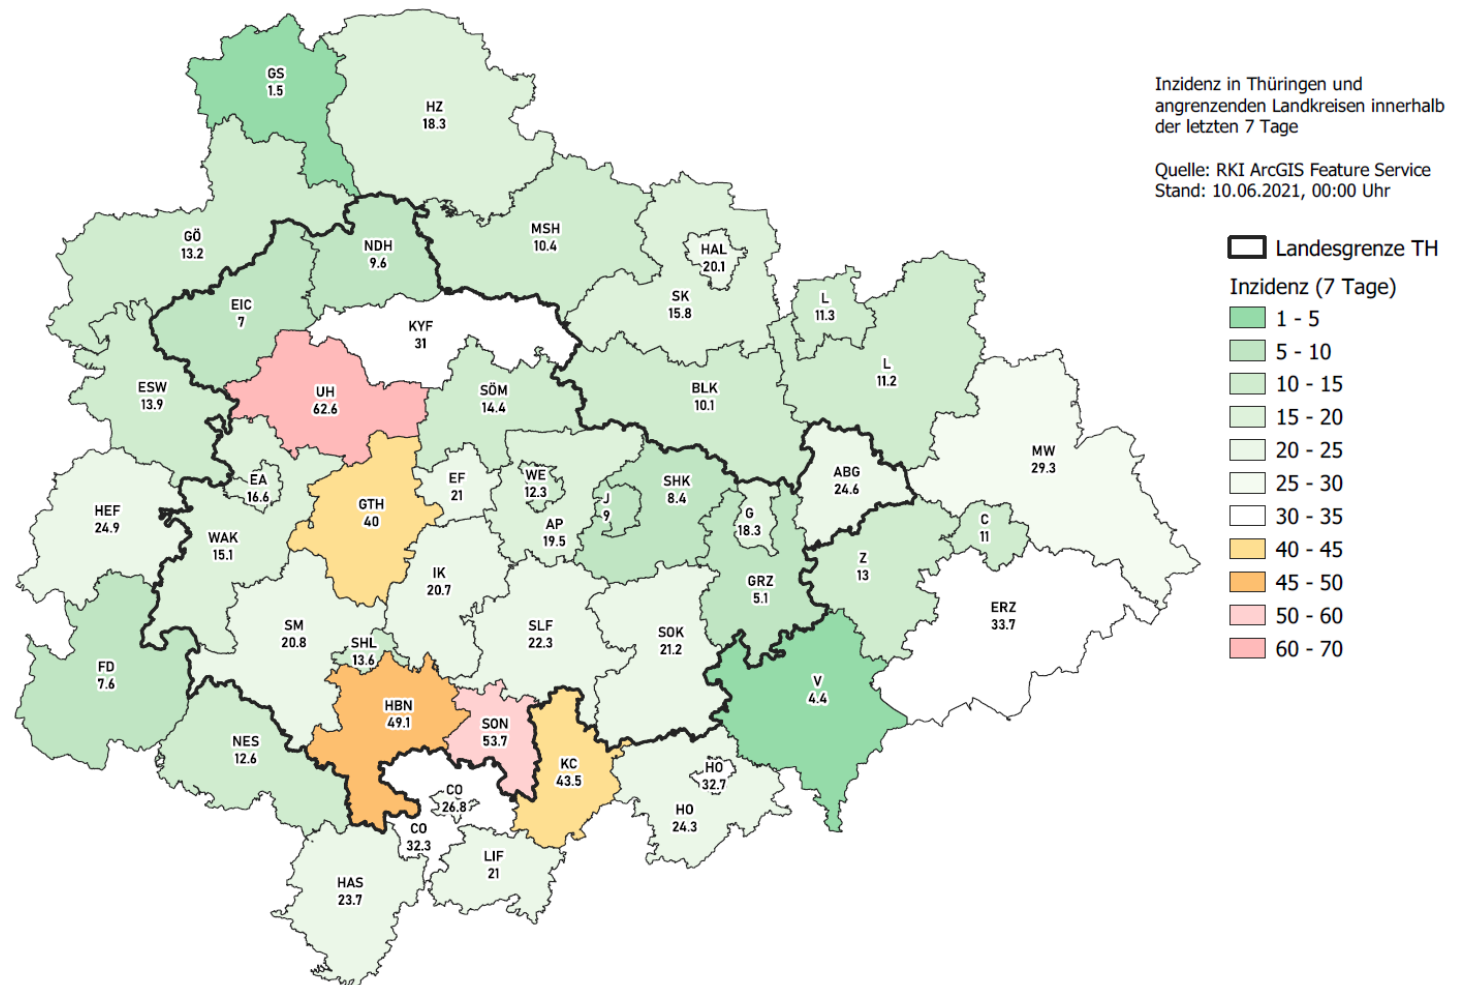 Inzidenz in Thüringen und
angrenzenden Landkreisen innerhalb
der letzten 7 Tage
Quelle: RKI ArcGIS Feature Service
Stand: 10.06.2021, 00:00 Uhr
Landesgrenze TH
Inzidenz (7 Tage)
1 - 5
5 - 10
10 - 15
15 - 20
20 - 25
25 - 30
30 - 35
40 - 45
45 - 50
50 - 60
60 - 70
GS
1.5
HZ
18.3
GÖ
13.2
NDH
9.6
MSH
10.4
HAL
20.1
EIC
7
KYF
31
SK
15.8
L
11.3
L
11.2
ESW
13.9
UH
62.6
SÖM
14.4
BLK
10.1
MW
29.3
HEF
24.9
EA
16.6
GTH
40
EF
21
WE
12.3
J
9
SHK
8.4
G
18.3
ABG
24.6
WAK
15.1
AP
19.5
C
11
Z
13
IK
20.7
GRZ
5.1
ERZ
33.7
SM
20.8
SHL
13.6
SLF
22.3
SOK
21.2
FD
7.6
V
4.4
HBN
49.1
SON
53.7
NES
12.6
KC
43.5
CO
26.8
HO
32.7
HO
24.3
CO
32.3
LIF
21
HAS
23.7